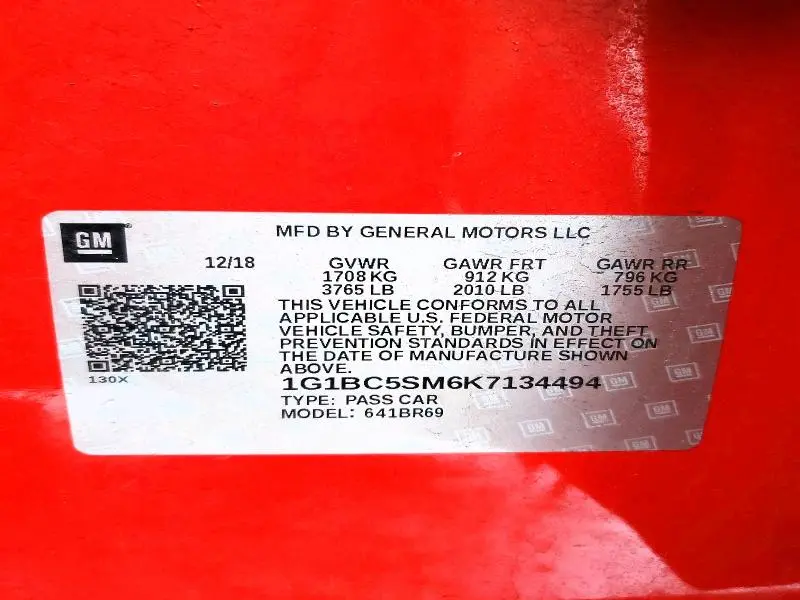 GM
MFD BY GENERAL MOTORS LLC
12/18 GVWR GAWR FRT GAWR RR
1708 KG 912 KG 796 KG
3765 LB 2010 LB 1755 LB
THIS VEHICLE CONFORMS TO ALL
APPLICABLE U.S. FEDERAL MOTOR
VEHICLE SAFETY, BUMPER, AND THEFT
PREVENTION STANDARDS IN EFFECT ON
THE DATE OF MANUFACTURE SHOWN
ABOVE.
130X
1G1BC5SM6K7134494
TYPE: PASS CAR
MODEL: 641BR69